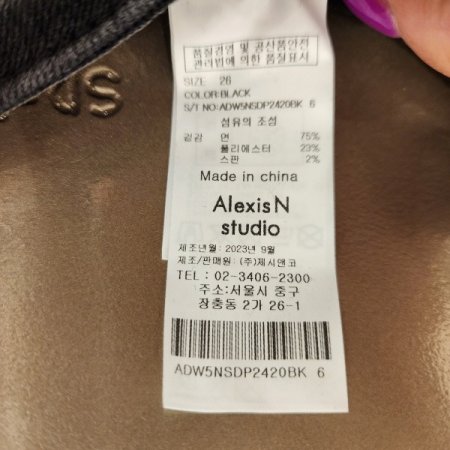 품질경영 및 공산품안전
관리법에 의한 품질표시
SIZE 26
COLOR:BLACK
S/T NO:ADW5NSDP2420BK 6
섬유의 조성
겉감 면 75%
폴리에스터 23%
스판 2%
Made in china
AlexisN
studio
제조년월 : 2023년 9월
제조/판매원 : (주)제시앤코
TEL : 02-3406-2300
주소:서울시 중구
장충동 2가 26-1
ADW5NSDP2420BK 6